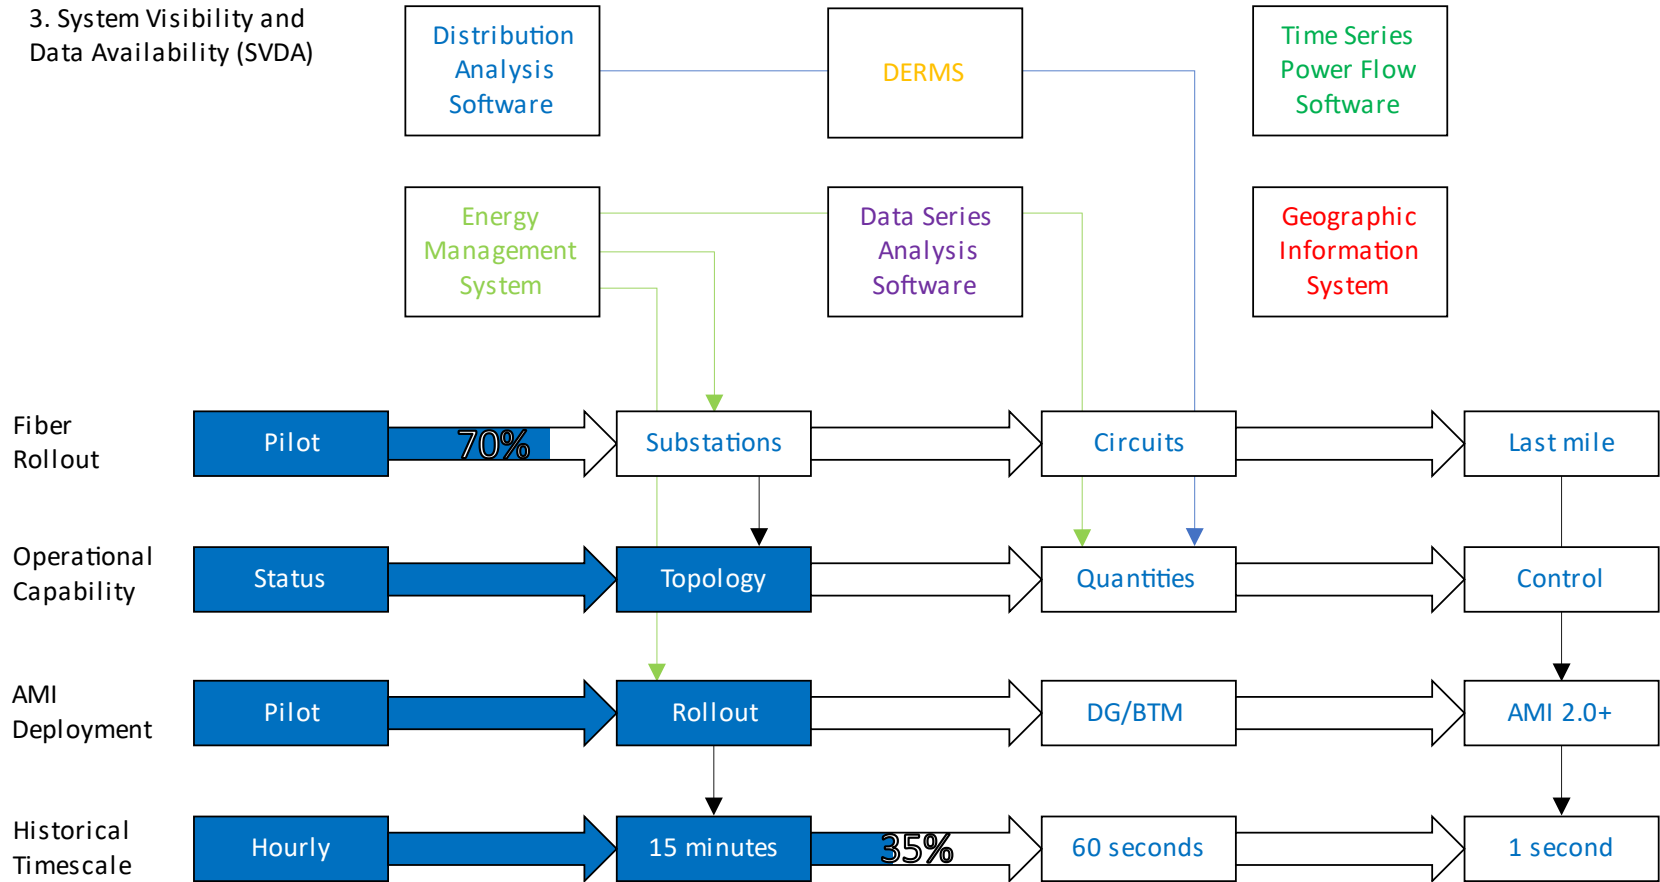 3. System Visibility and
Data Availability (SVDA)
Distribution
Analysis
Software
DERMS
Time Series
Power Flow
Software
Energy
Management
System
Data Series
Analysis
Software
Geographic
Information
System
Fiber
Rollout
Pilot
70%
Substations
Circuits
Last mile
Operational
Capability
Status
Topology
Quantities
Control
AMI
Deployment
Pilot
Rollout
DG/BTM
AMI 2.0+
Historical
Timescale
Hourly
15 minutes
35%
60 seconds
1 second